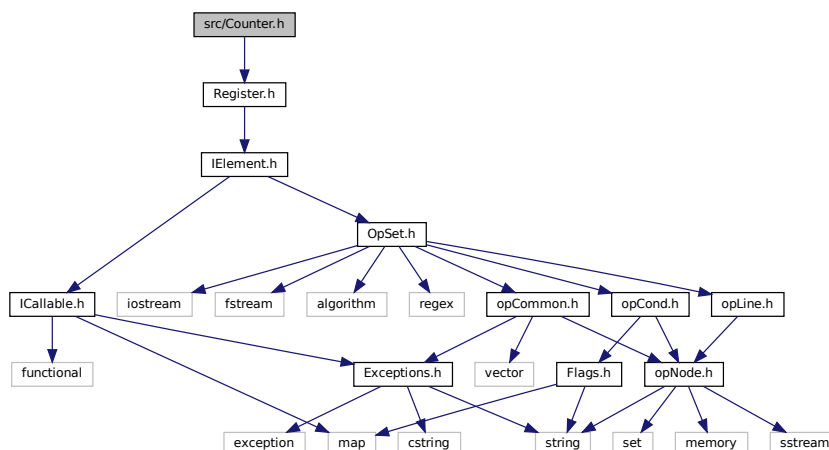 src/Counter.h
Register.h
IElement.h
OpSet.h
ICallable.h
iostream
fstream
algorithm
regex
opCommon.h
opCond.h
opLine.h
functional
Exceptions.h
vector
Flags.h
opNode.h
exception
map
cstring
string
set
memory
sstream